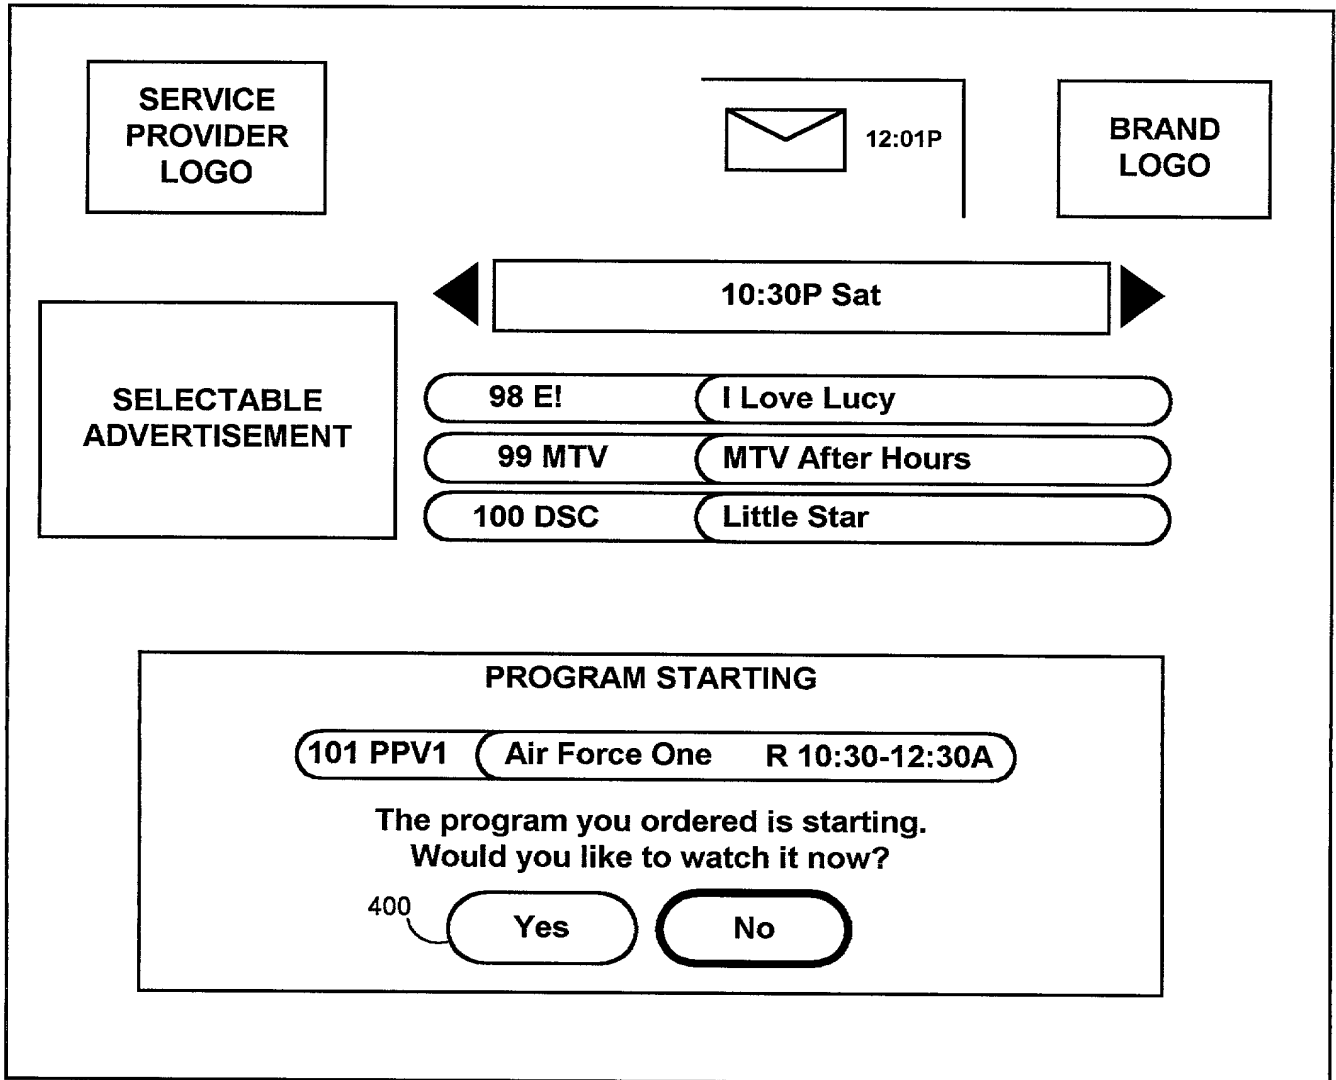 SERVICE
PROVIDER
LOGO
12:01P
BRAND
LOGO
10:30P Sat
SELECTABLE
ADVERTISEMENT
98 E! I Love Lucy
99 MTV MTV After Hours
100 DSC Little Star
PROGRAM STARTING
101 PPV1 Air Force One R 10:30-12:30A
The program you ordered is starting.
Would you like to watch it now?
400 Yes No